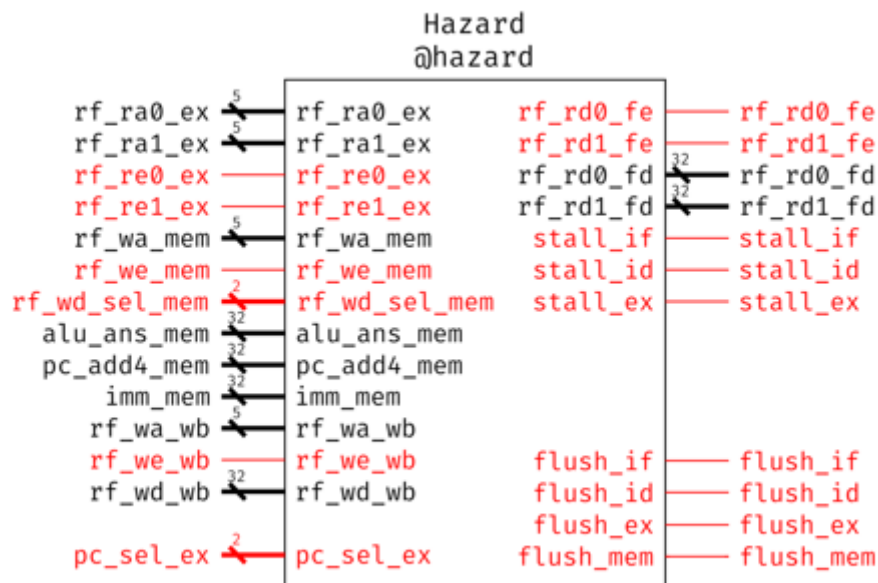 Hazard
@hazard
rf_ra0_ex 5 rf_ra0_ex rf_rd0_fe rf_rd0_fe
rf_ra1_ex 5 rf_ra1_ex rf_rd1_fe rf_rd1_fe
rf_re0_ex rf_re0_ex rf_rd0_fd 32 rf_rd0_fd
rf_re1_ex rf_re1_ex rf_rd1_fd 32 rf_rd1_fd
rf_wa_mem 5 rf_wa_mem stall_if stall_if
rf_we_mem rf_we_mem stall_id stall_id
rf_wd_sel_mem 2 rf_wd_sel_mem stall_ex stall_ex
alu_ans_mem 32 alu_ans_mem
pc_add4_mem 32 pc_add4_mem
imm_mem 32 imm_mem
rf_wa_wb 5 rf_wa_wb
rf_we_wb rf_we_wb flush_if flush_if
rf_wd_wb 32 rf_wd_wb flush_id flush_id
flush_ex flush_ex
pc_sel_ex 2 pc_sel_ex flush_mem flush_mem